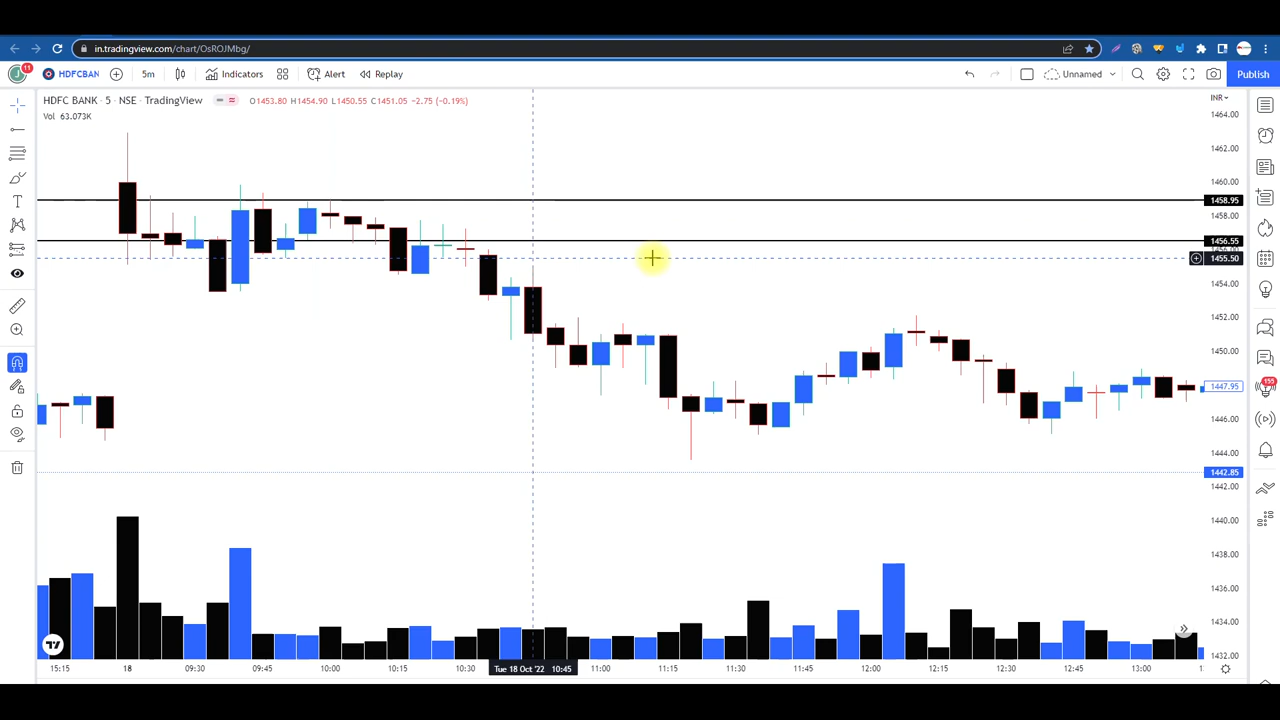 in.tradingview.com/chart/OsROJMbg/
11
HDFCBAN
5m
Indicators
Alert
Replay
Unnamed
Publish
HDFC BANK · 5 · NSE · TradingView
O1453.80 H1454.90 L1450.55 C1451.05 −2.75 (−0.19%)
Vol 63.073K
INR
1464.00
1462.00
1460.00
1458.95
1458.00
1456.55
1455.50
1454.00
1452.00
1450.00
1447.95
1446.00
1444.00
1442.85
1442.00
1440.00
1438.00
1436.00
1434.00
1432.00
155
15:15
18
09:30
09:45
10:00
10:15
10:30
Tue 18 Oct '22 10:45
11:00
11:15
11:30
11:45
12:00
12:15
12:30
12:45
13:00